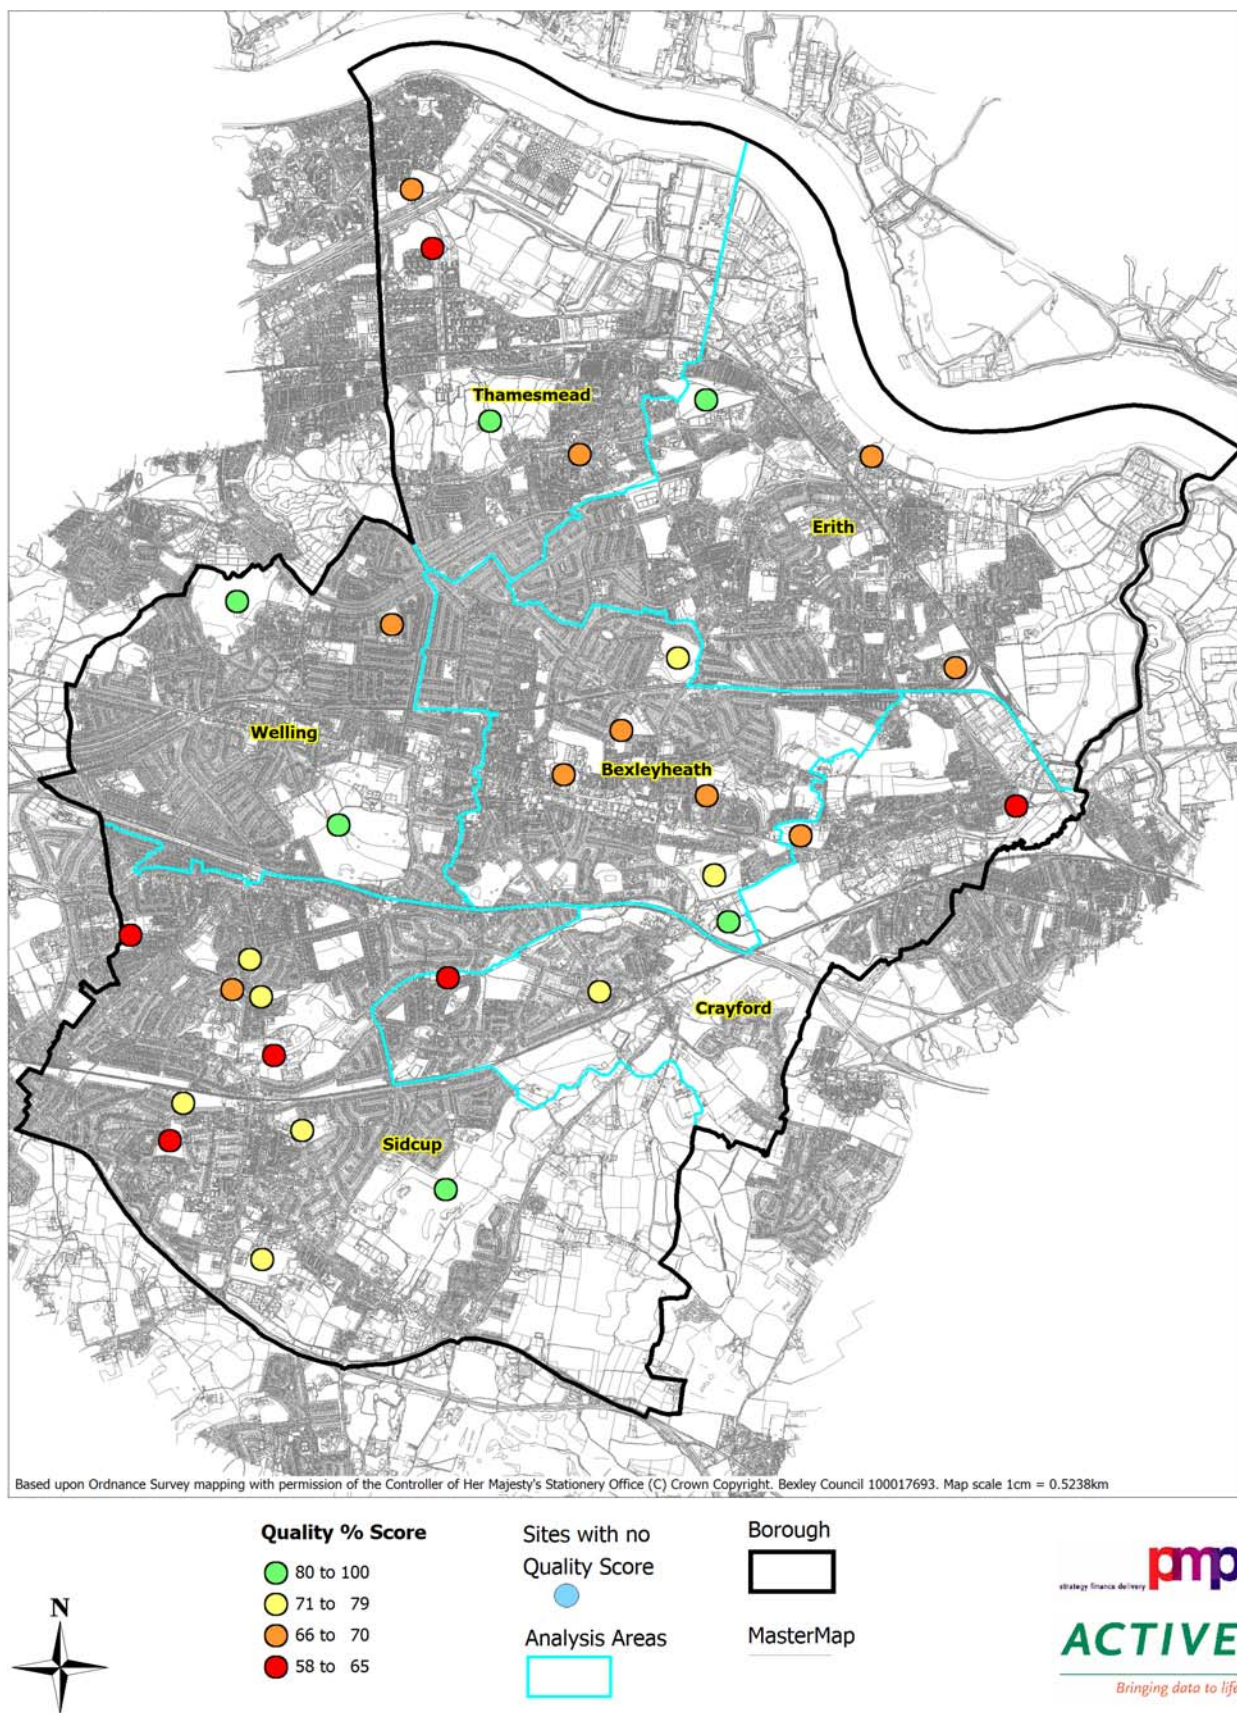 Thamesmead
Erith
Welling
Bexleyheath
Crayford
Sidcup
Based upon Ordnance Survey mapping with permission of the Controller of Her Majesty's Stationery Office (C) Crown Copyright. Bexley Council 100017693. Map scale 1cm = 0.5238km
Quality % Score
80 to 100
71 to 79
66 to 70
58 to 65
Sites with no
Quality Score
Analysis Areas
Borough
MasterMap
N
strategy finance delivery pmp
ACTIVE
Bringing data to life